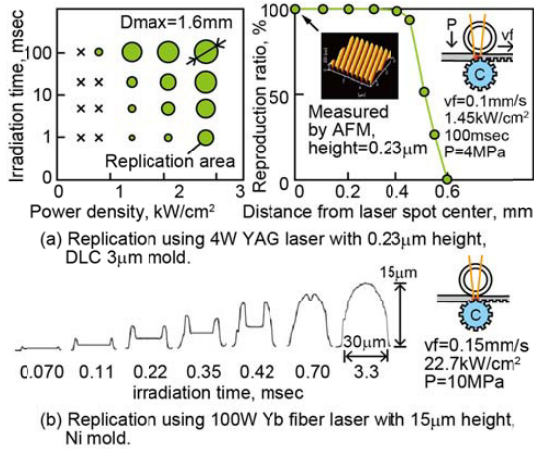 Dmax=1.6mm
Irradiation time, msec
100
20
10
1
× ×
× ×
× ×
× ×
Replication area
0 1 2 3
Power density, kW/cm²
Reproduction ratio, %
100
50
0
Measured
by AFM,
height=0.23μm
P
vf
C
vf=0.1mm/s
1.45kW/cm²
100msec
P=4MPa
0 0.2 0.4 0.6
Distance from laser spot center, mm
(a) Replication using 4W YAG laser with 0.23μm height,
DLC 3μm mold.
15μm
30μm
0.070 0.11 0.22 0.35 0.42 0.70 3.3
irradiation time, msec
C
vf=0.15mm/s
22.7kW/cm²
P=10MPa
(b) Replication using 100W Yb fiber laser with 15μm height,
Ni mold.